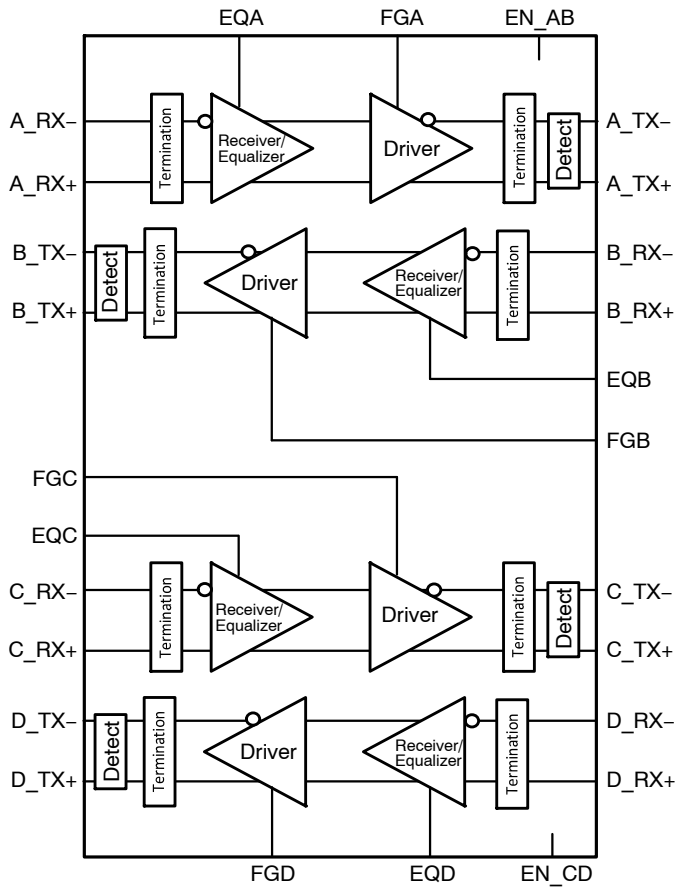 EQA FGA EN_AB
A_RX−
A_RX+
Termination
Receiver/
Equalizer
Driver
Termination
Detect
A_TX−
A_TX+
B_TX−
B_TX+
Detect
Termination
Driver
Receiver/
Equalizer
Termination
B_RX−
B_RX+
EQB
FGB
FGC
EQC
C_RX−
C_RX+
Termination
Receiver/
Equalizer
Driver
Termination
Detect
C_TX−
C_TX+
D_TX−
D_TX+
Detect
Termination
Driver
Receiver/
Equalizer
Termination
D_RX−
D_RX+
FGD EQD EN_CD